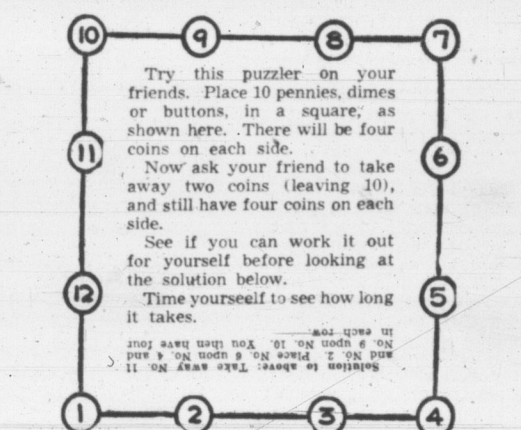 10 9 8 7
Try this puzzler on your
friends. Place 10 pennies, dimes
or buttons, in a square, as
shown here. There will be four
coins on each side.
11 6
Now ask your friend to take
away two coins (leaving 10),
and still have four coins on each
side.
See if you can work it out
for yourself before looking at
the solution below.
12 5
Time yourseelf to see how long
it takes.
Solution to above: Take away No. 11
and No. 2. Place No. 6 upon No. 4 and
No. 9 upon No. 10. You then have four
in each row.
1 2 3 4